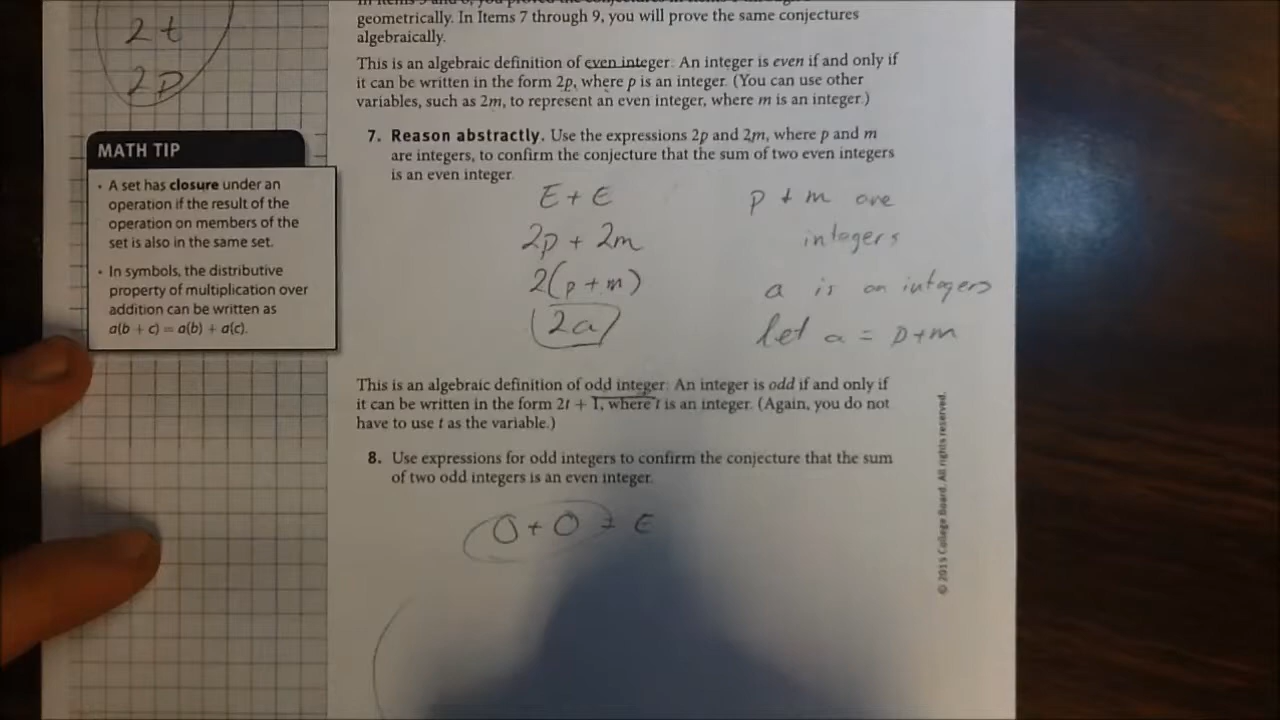 2t
2p
geometrically. In Items 7 through 9, you will prove the same conjectures
algebraically.
This is an algebraic definition of even integer: An integer is even if and only if
it can be written in the form 2p, where p is an integer. (You can use other
variables, such as 2m, to represent an even integer, where m is an integer.)
MATH TIP
• A set has closure under an
operation if the result of the
operation on members of the
set is also in the same set.
• In symbols, the distributive
property of multiplication over
addition can be written as
a(b + c) = a(b) + a(c).
7. Reason abstractly. Use the expressions 2p and 2m, where p and m
are integers, to confirm the conjecture that the sum of two even integers
is an even integer.
E + E
2p + 2m
2(p + m)
2a
p + m are
integers
a is an integers
let a = p+m
This is an algebraic definition of odd integer: An integer is odd if and only if
it can be written in the form 2t + 1, where t is an integer. (Again, you do not
have to use t as the variable.)
8. Use expressions for odd integers to confirm the conjecture that the sum
of two odd integers is an even integer.
O + O = E
© 2015 College Board. All rights reserved.